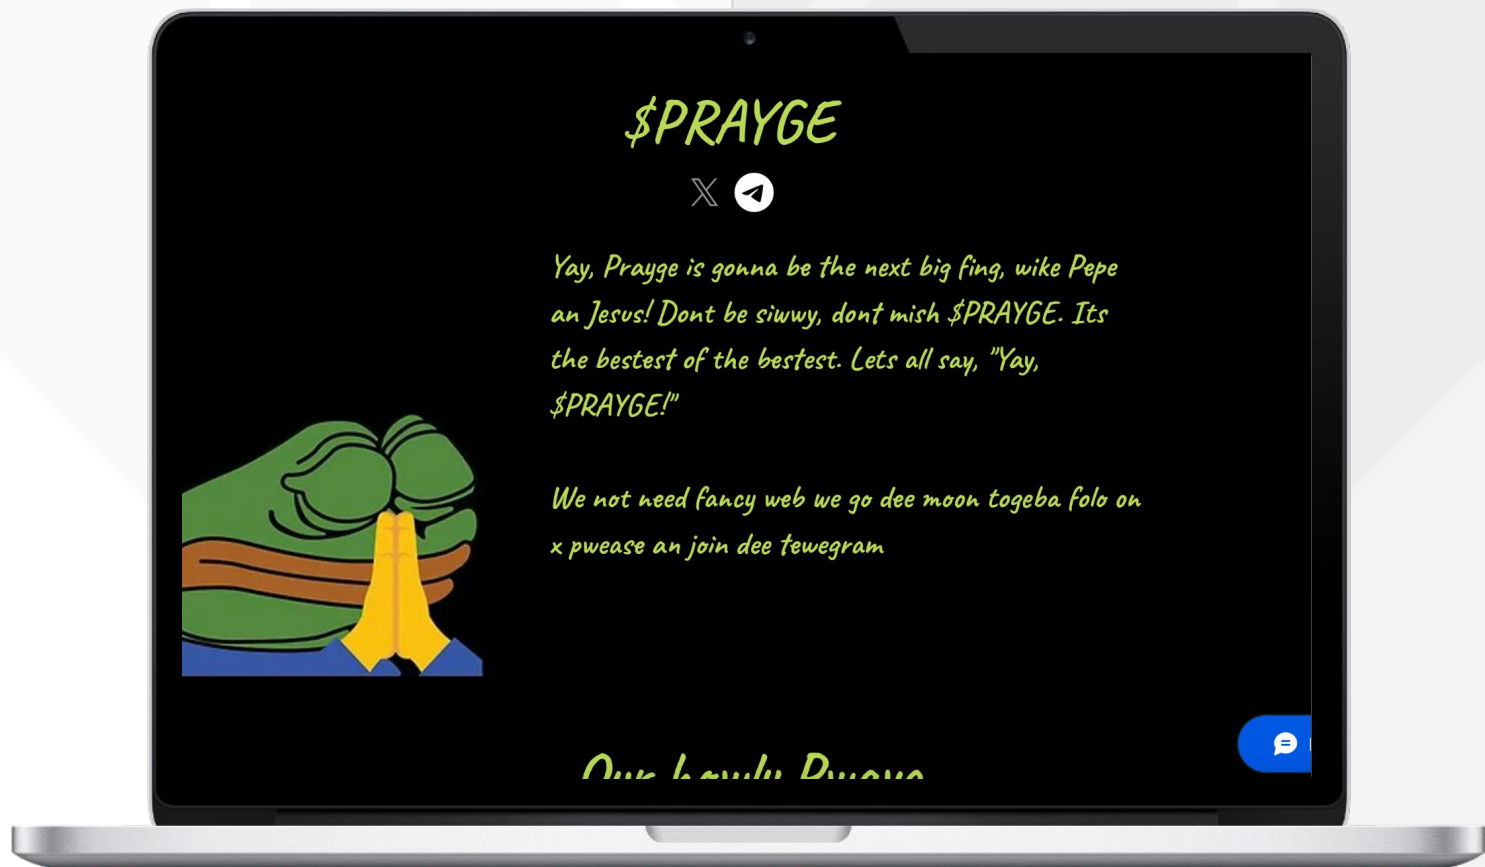 $PRAYGE
Yay, Prayge is gonna be the next big fing, wike Pepe
an Jesus! Dont be siwwy, dont mish $PRAYGE. Its
the bestest of the bestest. Lets all say, "Yay,
$PRAYGE!"
We not need fancy web we go dee moon togeba folo on
x pwease an join dee tewegram
Our howly